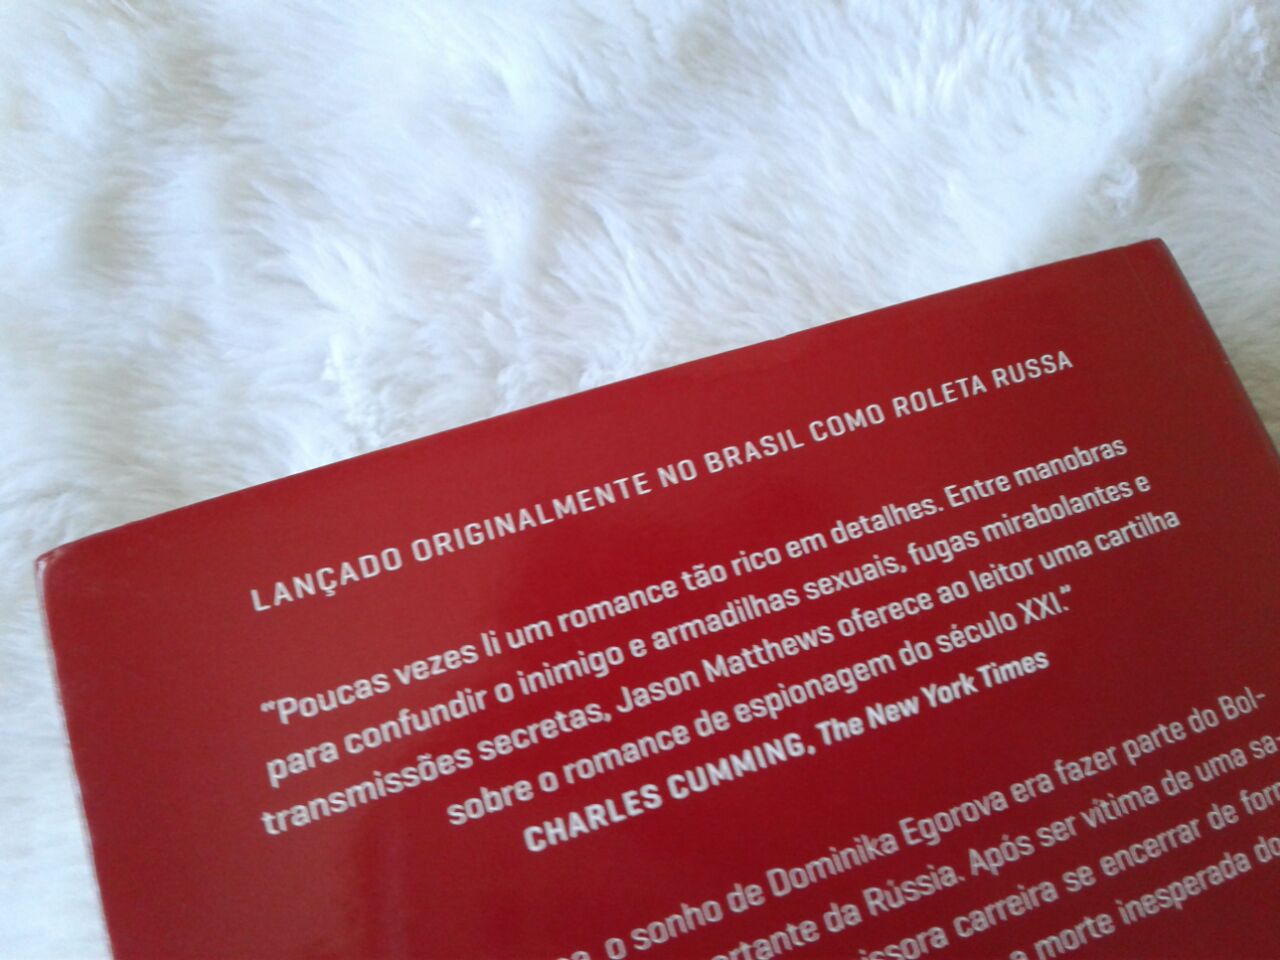 LANÇADO ORIGINALMENTE NO BRASIL COMO ROLETA RUSSA
“Poucas vezes li um romance tão rico em detalhes. Entre manobras
para confundir o inimigo e armadilhas sexuais, fugas mirabolantes e
transmissões secretas, Jason Matthews oferece ao leitor uma cartilha
sobre o romance de espionagem do século XXI.”
CHARLES CUMMING, The New York Times
o sonho de Dominika Egorova era fazer parte do Bol-
da Rússia. Após ser vítima de uma sa-
carreira se encerrar de
a morte inesperada